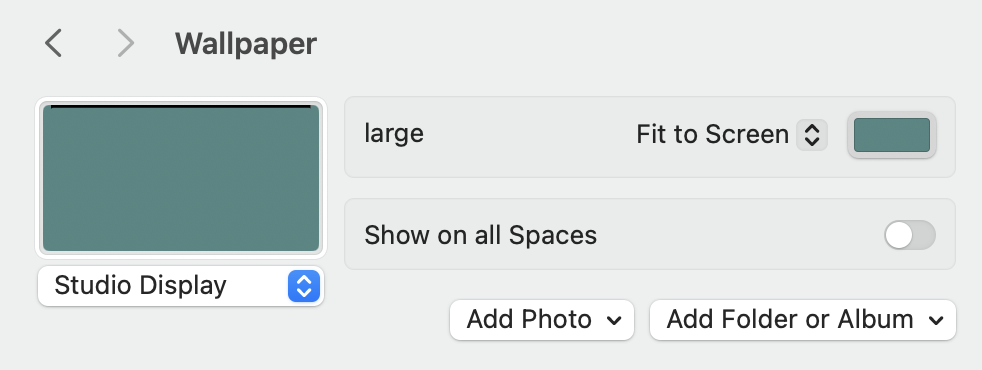 Wallpaper
large
Fit to Screen
Show on all Spaces
Studio Display
Add Photo
Add Folder or Album